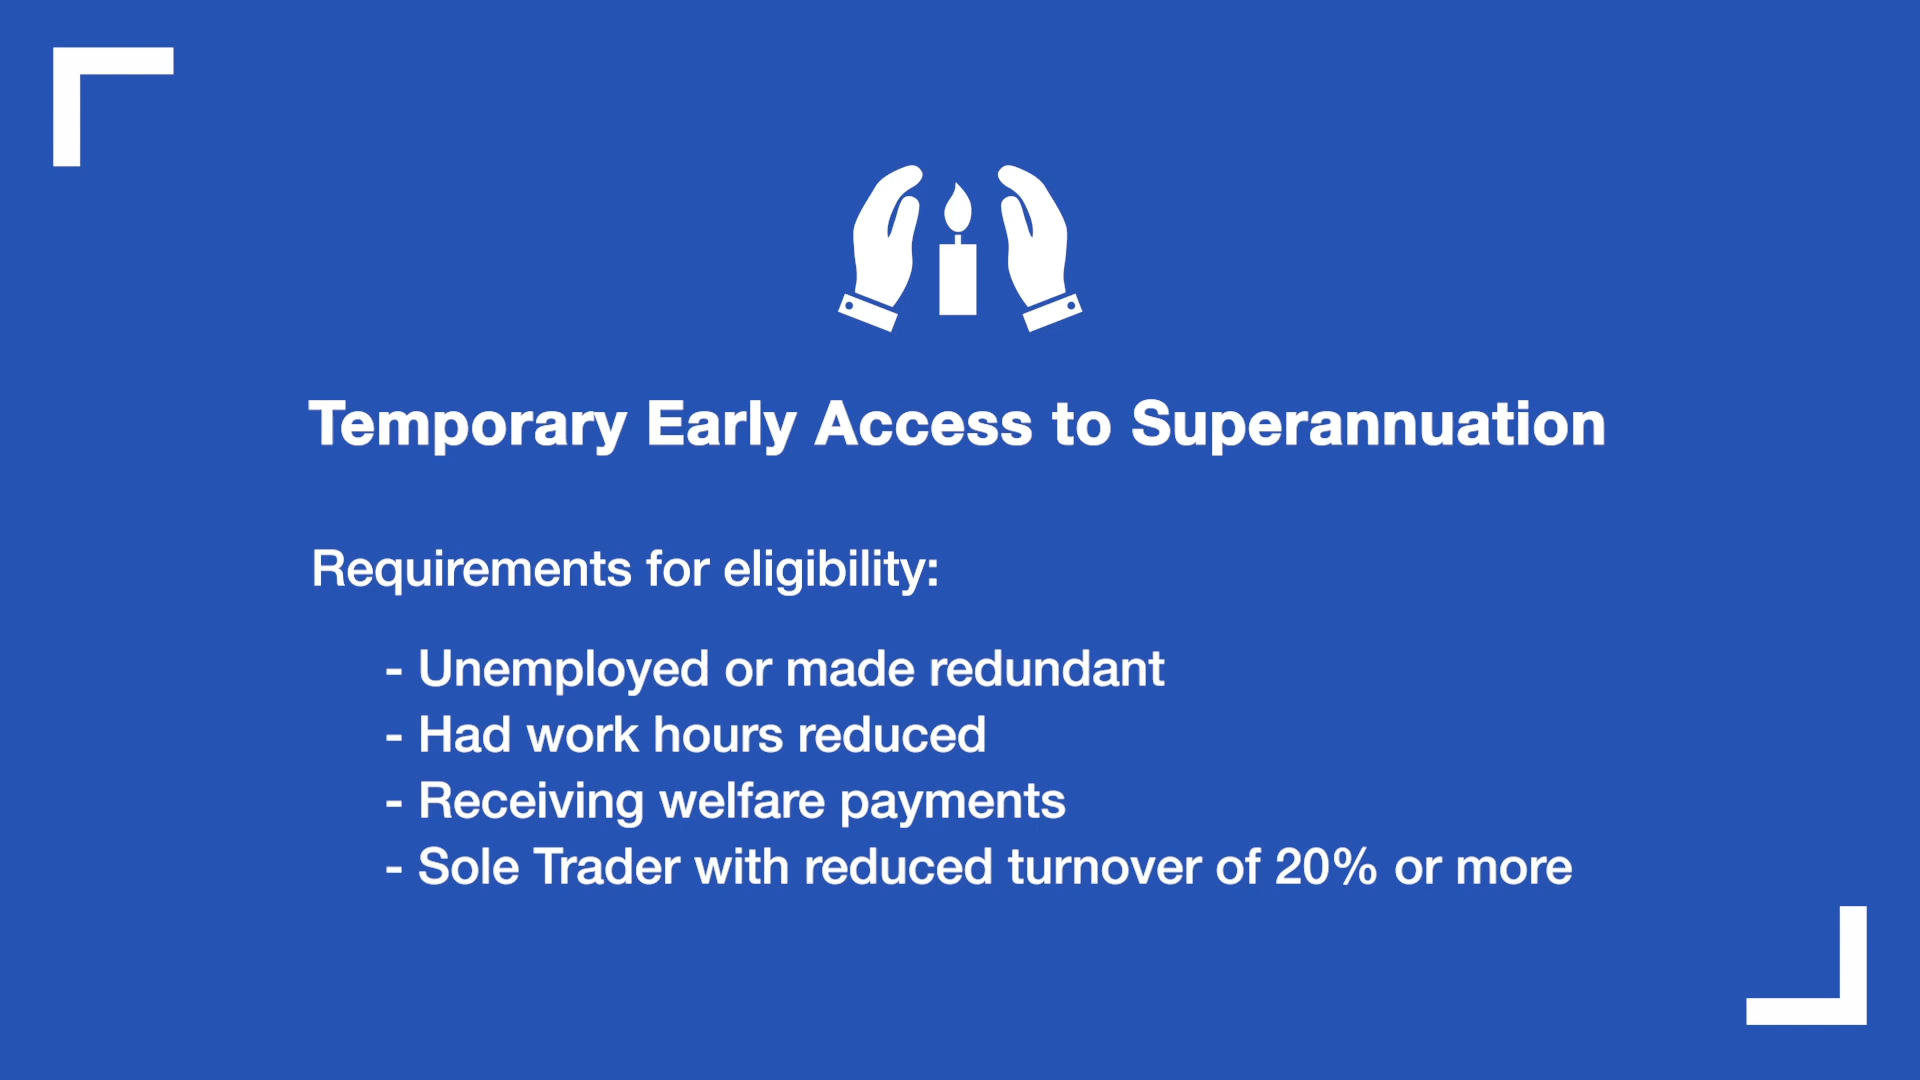 Temporary Early Access to Superannuation
Requirements for eligibility:
- Unemployed or made redundant
- Had work hours reduced
- Receiving welfare payments
- Sole Trader with reduced turnover of 20% or more